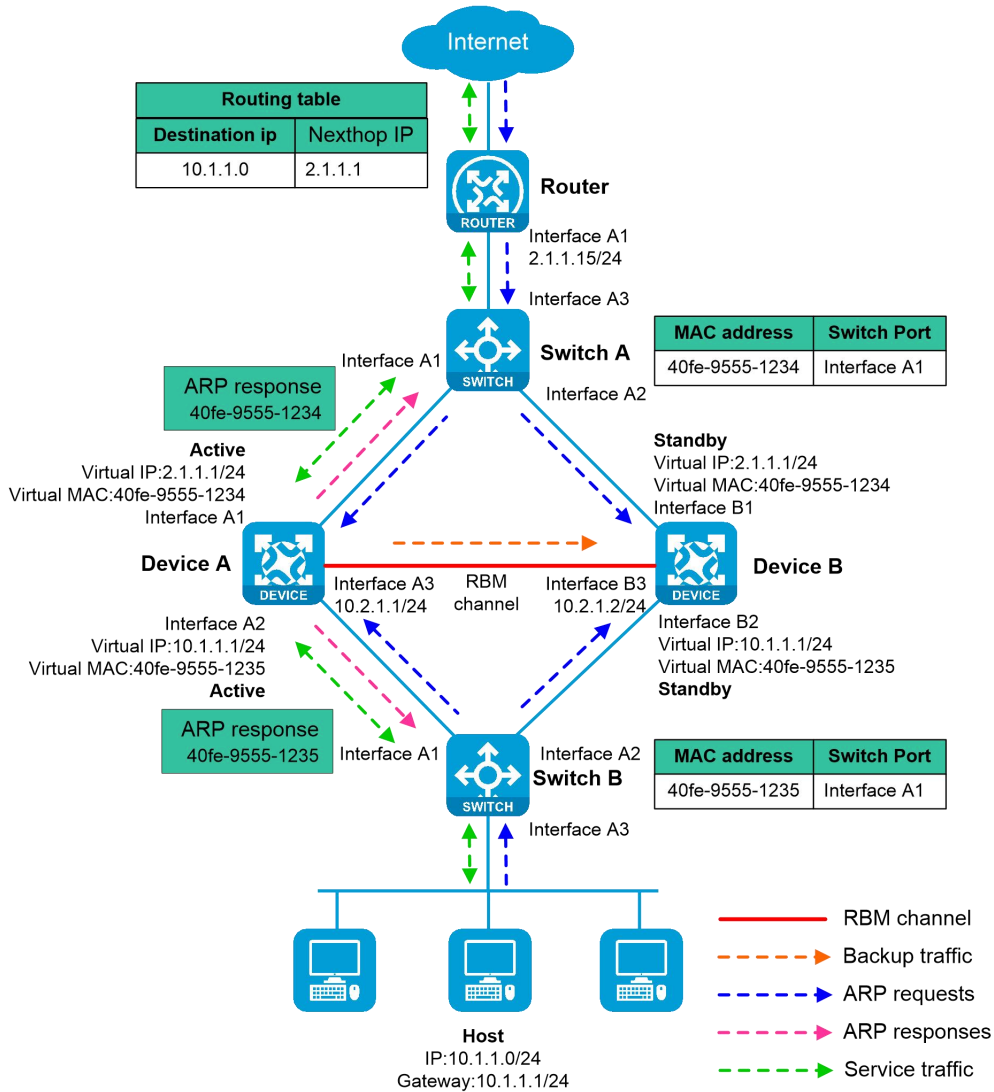 Internet
Routing table
Destination ip
Nexthop IP
10.1.1.0
2.1.1.1
Router
ROUTER
Interface A1
2.1.1.15/24
Interface A3
Interface A1
Switch A
SWITCH
Interface A2
MAC address
Switch Port
40fe-9555-1234
Interface A1
ARP response
40fe-9555-1234
Active
Virtual IP:2.1.1.1/24
Virtual MAC:40fe-9555-1234
Interface A1
Standby
Virtual IP:2.1.1.1/24
Virtual MAC:40fe-9555-1234
Interface B1
Device A
DEVICE
Interface A3
10.2.1.1/24
RBM
channel
Interface B3
10.2.1.2/24
DEVICE
Device B
Interface A2
Virtual IP:10.1.1.1/24
Virtual MAC:40fe-9555-1235
Active
Interface B2
Virtual IP:10.1.1.1/24
Virtual MAC:40fe-9555-1235
Standby
ARP response
40fe-9555-1235
Interface A1
Interface A2
Switch B
SWITCH
MAC address
Switch Port
40fe-9555-1235
Interface A1
Interface A3
Host
IP:10.1.1.0/24
Gateway:10.1.1.1/24
RBM channel
Backup traffic
ARP requests
ARP responses
Service traffic